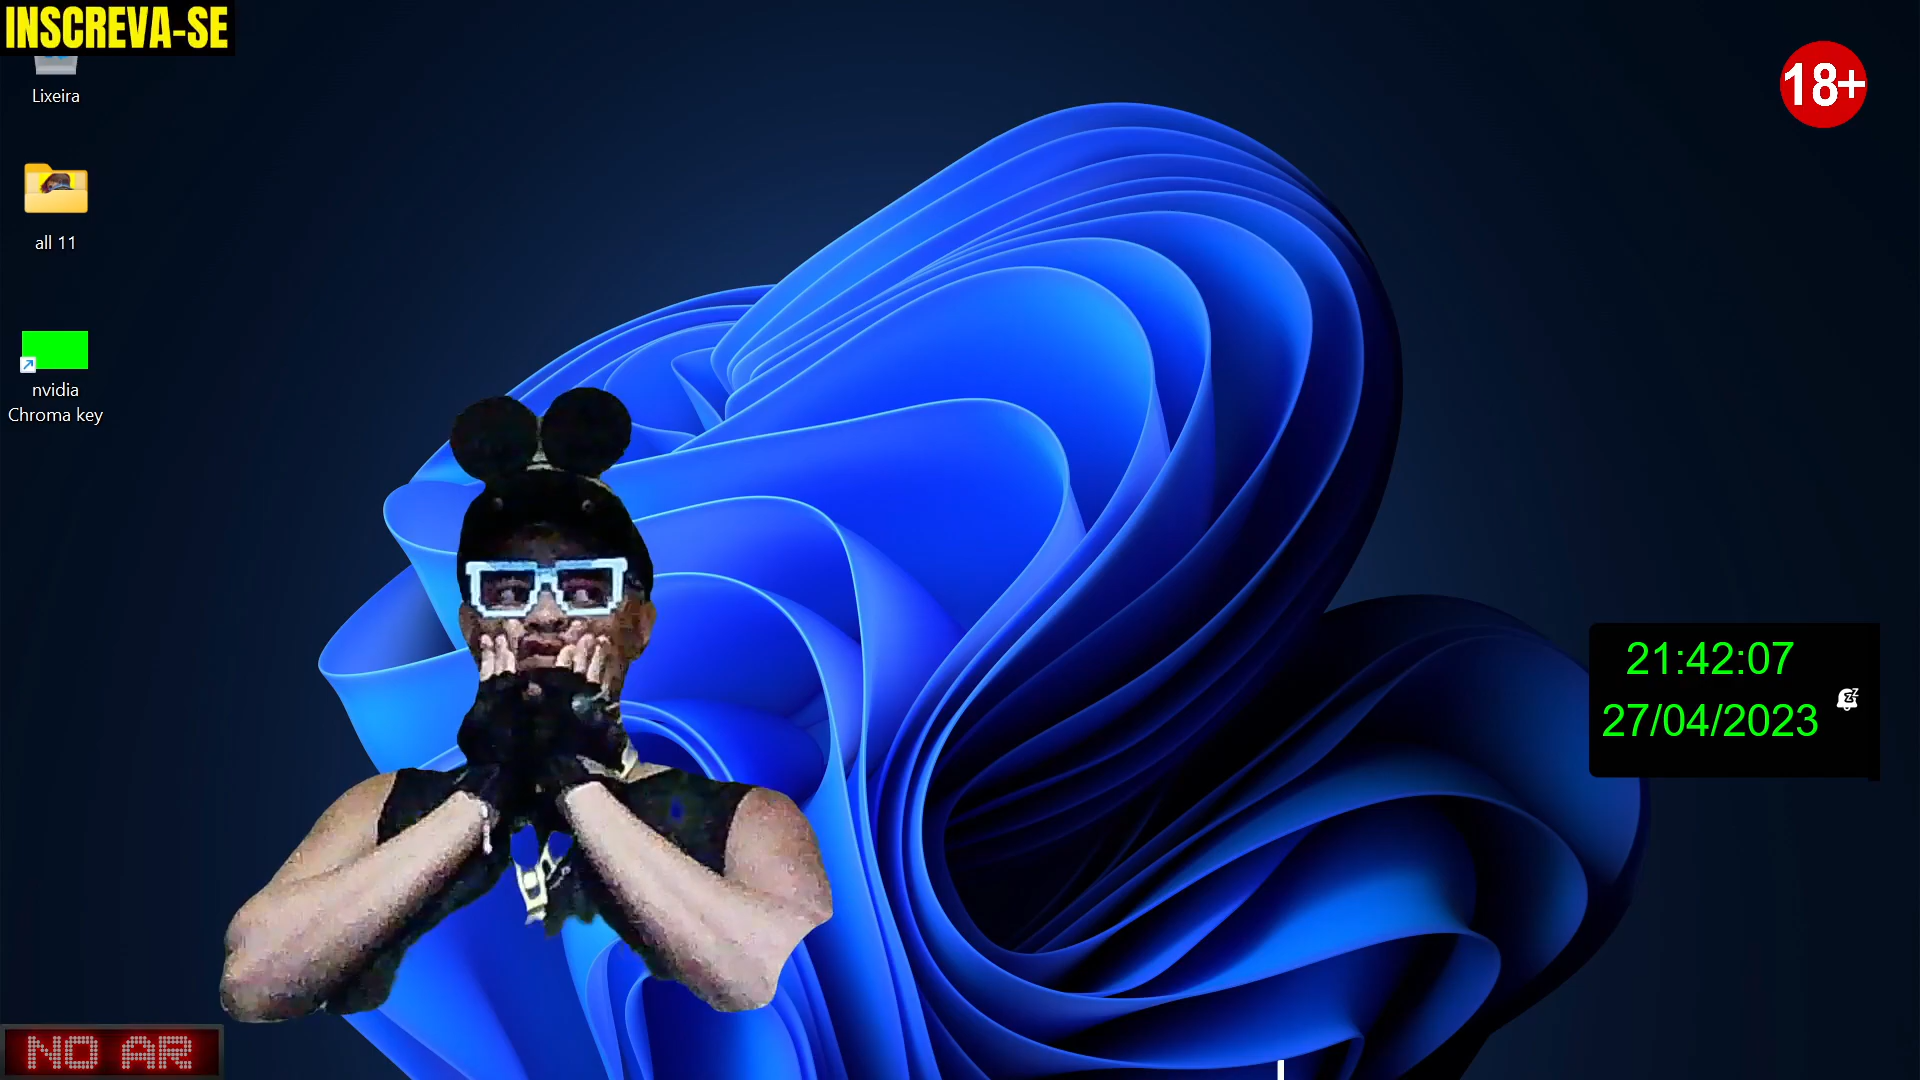 INSCREVA-SE
18+
Lixeira
all 11
nvidia
Chroma key
21:42:07
27/04/2023
NO AR